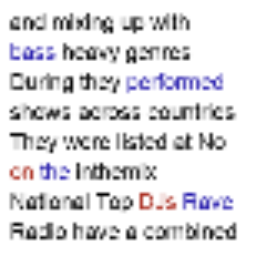 and mixing up with
bass heavy genres
During they performed
shows across countries
They were listed at No
on the Inthemix
National Top DJs Rave
Radio have a combined